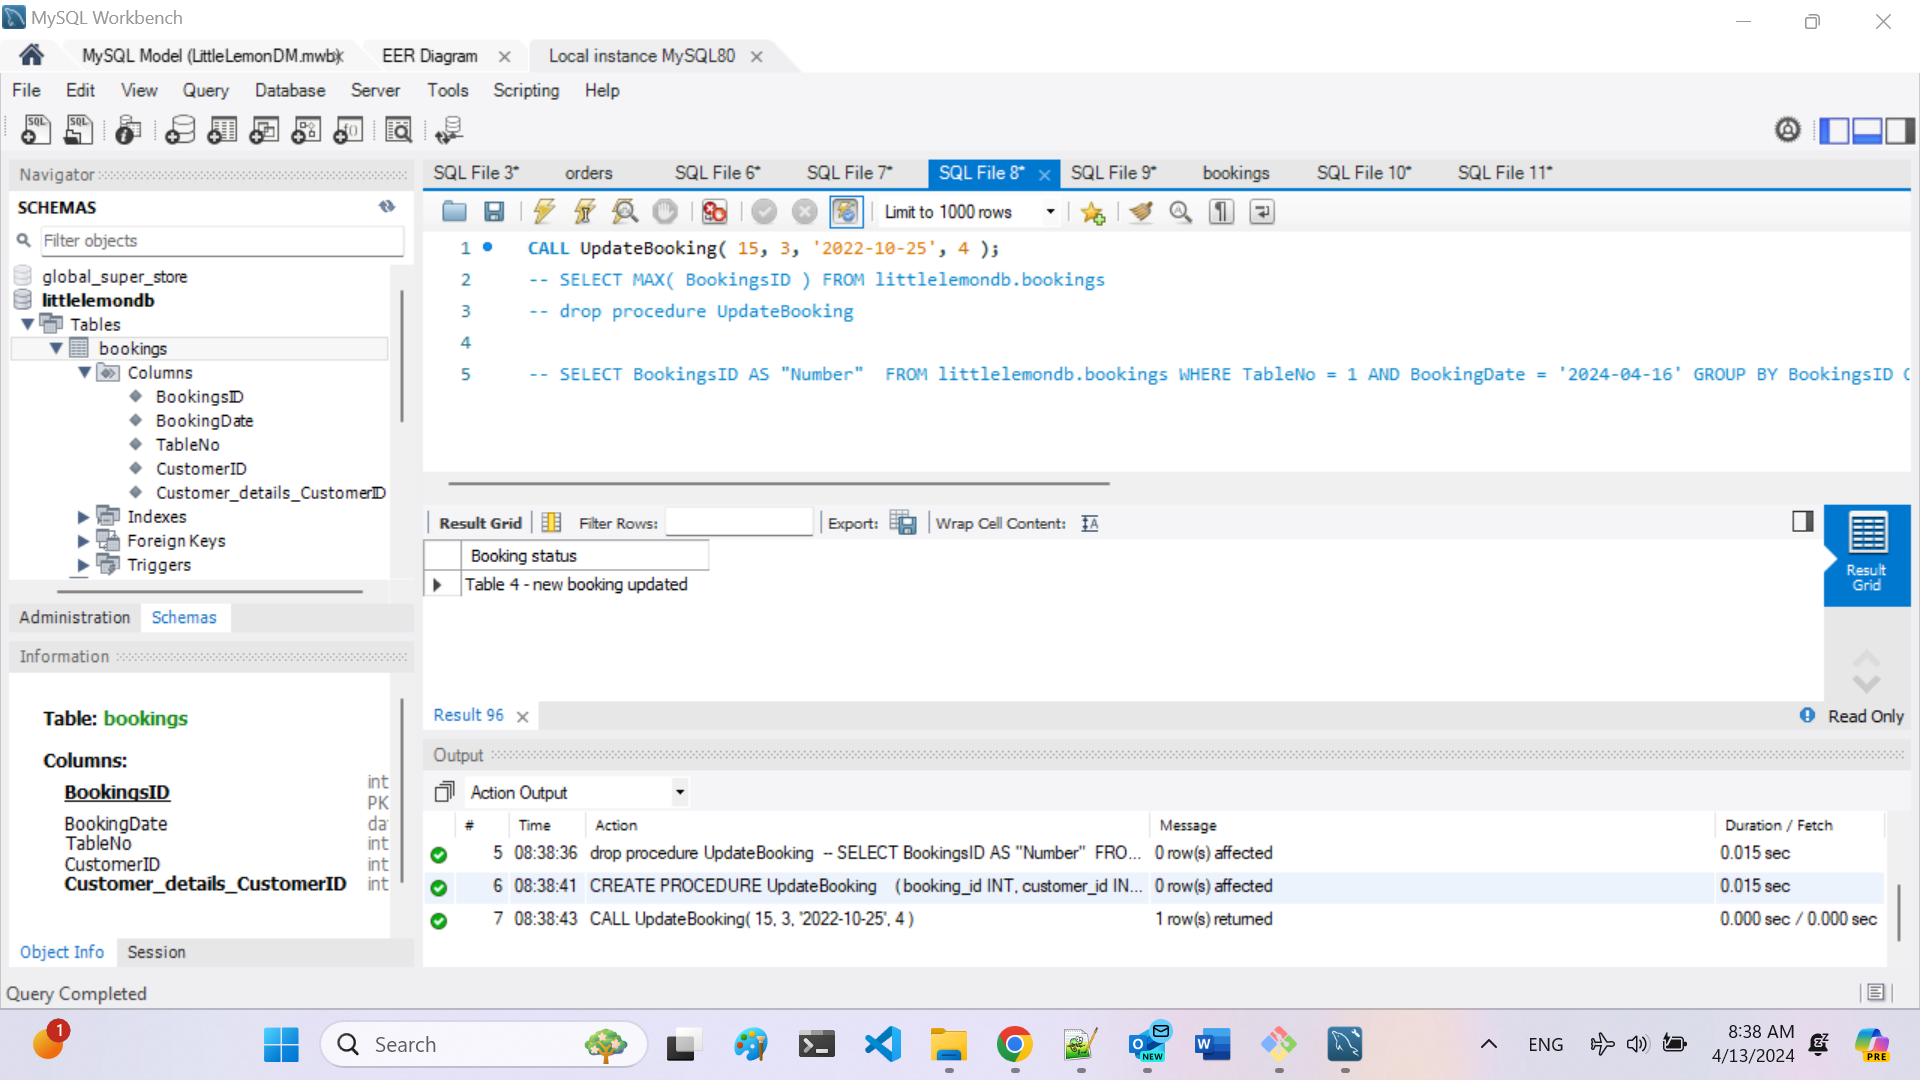 MySQL Workbench
MySQL Model (LittleLemonDM.mwb)
EER Diagram
Local instance MySQL80
File Edit View Query Database Server Tools Scripting Help
Navigator
SQL File 3* orders SQL File 6* SQL File 7* SQL File 8* SQL File 9* bookings SQL File 10* SQL File 11*
SCHEMAS
Limit to 1000 rows
Filter objects
global_super_store
littlelemondb
Tables
bookings
Columns
BookingsID
BookingDate
TableNo
CustomerID
Customer_details_CustomerID
Indexes
Foreign Keys
Triggers
1 CALL UpdateBooking( 15, 3, '2022-10-25', 4 );
2 -- SELECT MAX( BookingsID ) FROM littlelemondb.bookings
3 -- drop procedure UpdateBooking
4
5 -- SELECT BookingsID AS "Number"  FROM littlelemondb.bookings WHERE TableNo = 1 AND BookingDate = '2024-04-16' GROUP BY BookingsID
Result Grid Filter Rows: Export: Wrap Cell Content:
Booking status
Table 4 - new booking updated
Result
Grid
Administration Schemas
Information
Table: bookings
Columns:
BookingsID int
PK
BookingDate
TableNo int
CustomerID int
Customer_details_CustomerID int
Object Info Session
Result 96
Read Only
Output
Action Output
# Time Action Message Duration / Fetch
5 08:38:36 drop procedure UpdateBooking -- SELECT BookingsID AS "Number" FRO... 0 row(s) affected 0.015 sec
6 08:38:41 CREATE PROCEDURE UpdateBooking (booking_id INT, customer_id IN... 0 row(s) affected 0.015 sec
7 08:38:43 CALL UpdateBooking( 15, 3, '2022-10-25', 4 ) 1 row(s) returned 0.000 sec / 0.000 sec
Query Completed
1
Search
NEW
ENG
8:38 AM
4/13/2024
PRE